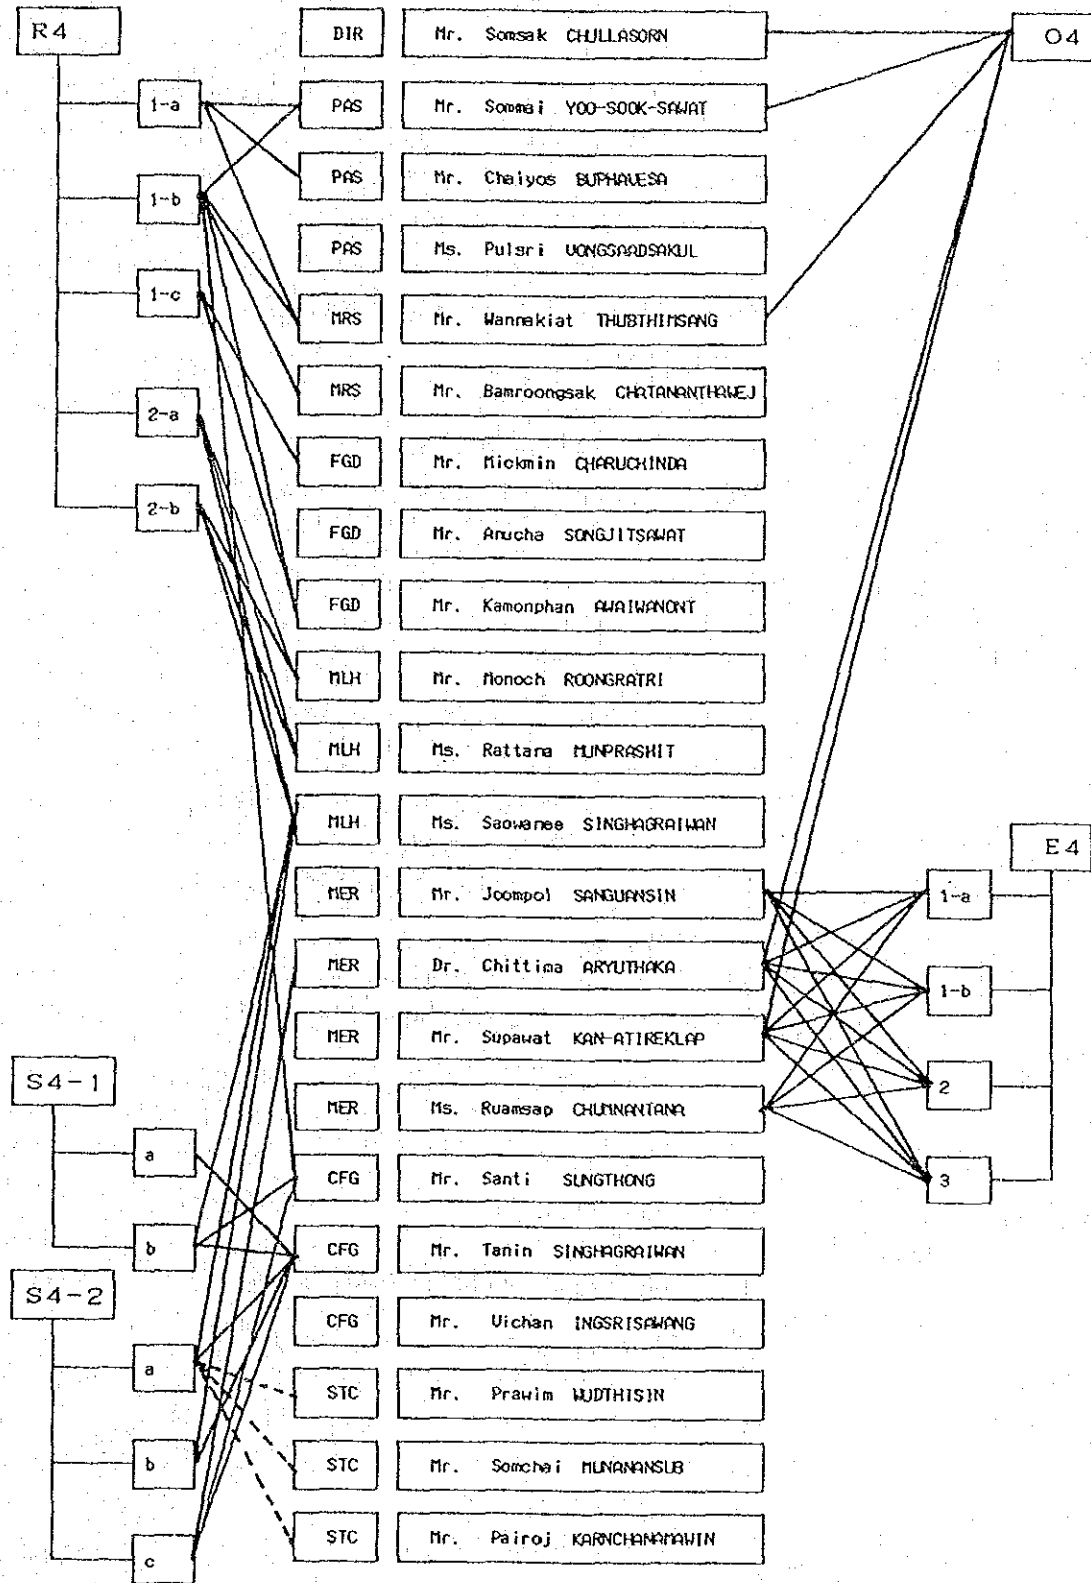 R4
1-a
1-b
1-c
2-a
2-b
S4-1
a
b
S4-2
a
b
c
DIR Mr. Somsak CHULLASORN
PAS Mr. Sommai YOO-SOOK-SAWAT
PAS Mr. Chaiyos BUPHAVESA
PAS Ms. Pulsri VONGSAADSAKUL
MRS Mr. Wannakiat THUBTHIMSANG
MRS Mr. Bamroongsak CHATANANTHAWEJ
FGD Mr. Mickmin CHARUCHINDA
FGD Mr. Anucha SONGJITSAWAT
FGD Mr. Kamonphan AWAIWANONT
MLH Mr. Monoch ROONGRATRI
MLH Ms. Rattana MUNPRASHIT
MLH Ms. Saowanee SINGHAGRAIWAN
MER Mr. Joompol SANGUANSIN
MER Dr. Chittima ARYUTHAKA
MER Mr. Supawat KAN-ATIREKLAP
MER Ms. Ruamsap CHUMNANTANA
CFG Mr. Santi SUNGTHONG
CFG Mr. Tanin SINGHAGRAIWAN
CFG Mr. Vichan INGSRISAWANG
STC Mr. Prawim WUDTHISIN
STC Mr. Somchai MUNANANSUB
STC Mr. Pairoj KARNCHANAMAWIN
O4
E4
1-a
1-b
2
3